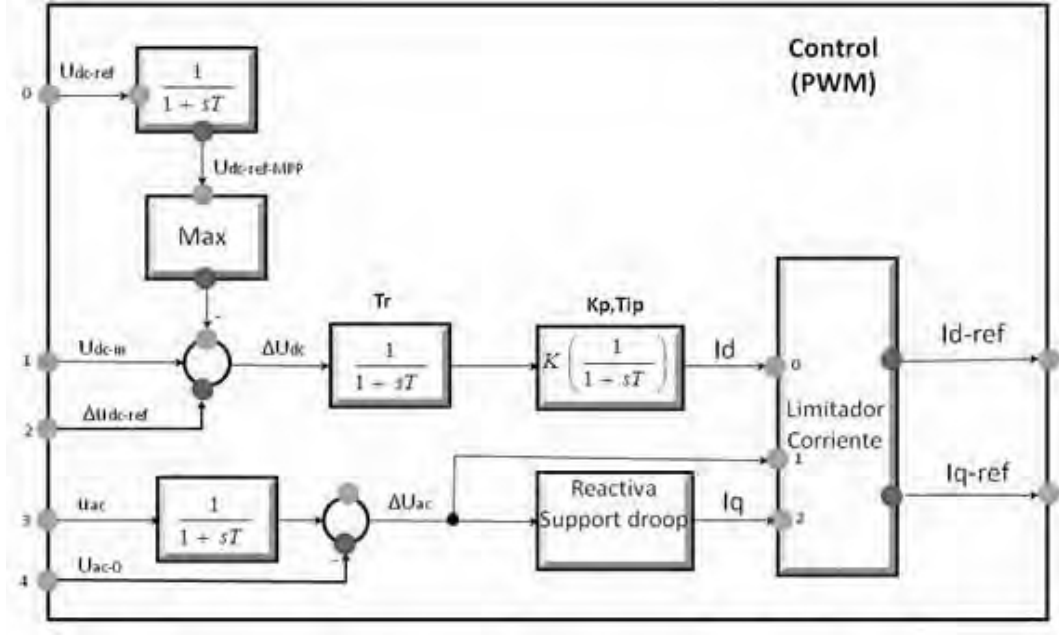 Control
(PWM)
Udc-ref
0
1
1 + sT
Udc-ref-MPP
Max
-
Tr
Kp,Tip
1
Udc-in
ΔUdc
1
1 + sT
K ( 1
1 + sT )
Id
0
Id-ref
2
Δudc-ref
Limitador
Corriente
1
3
uac
1
1 + sT
ΔUac
Reactiva
Support droop
Iq
2
Iq-ref
4
Uac-0
-